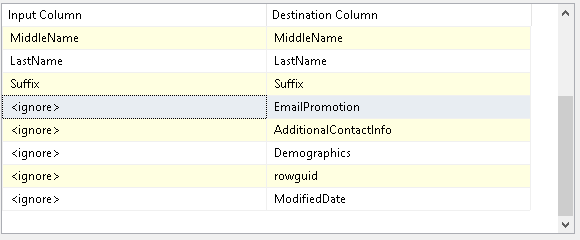 Input Column Destination Column
MiddleName MiddleName
LastName LastName
Suffix Suffix
<ignore> EmailPromotion
<ignore> AdditionalContactInfo
<ignore> Demographics
<ignore> rowguid
<ignore> ModifiedDate